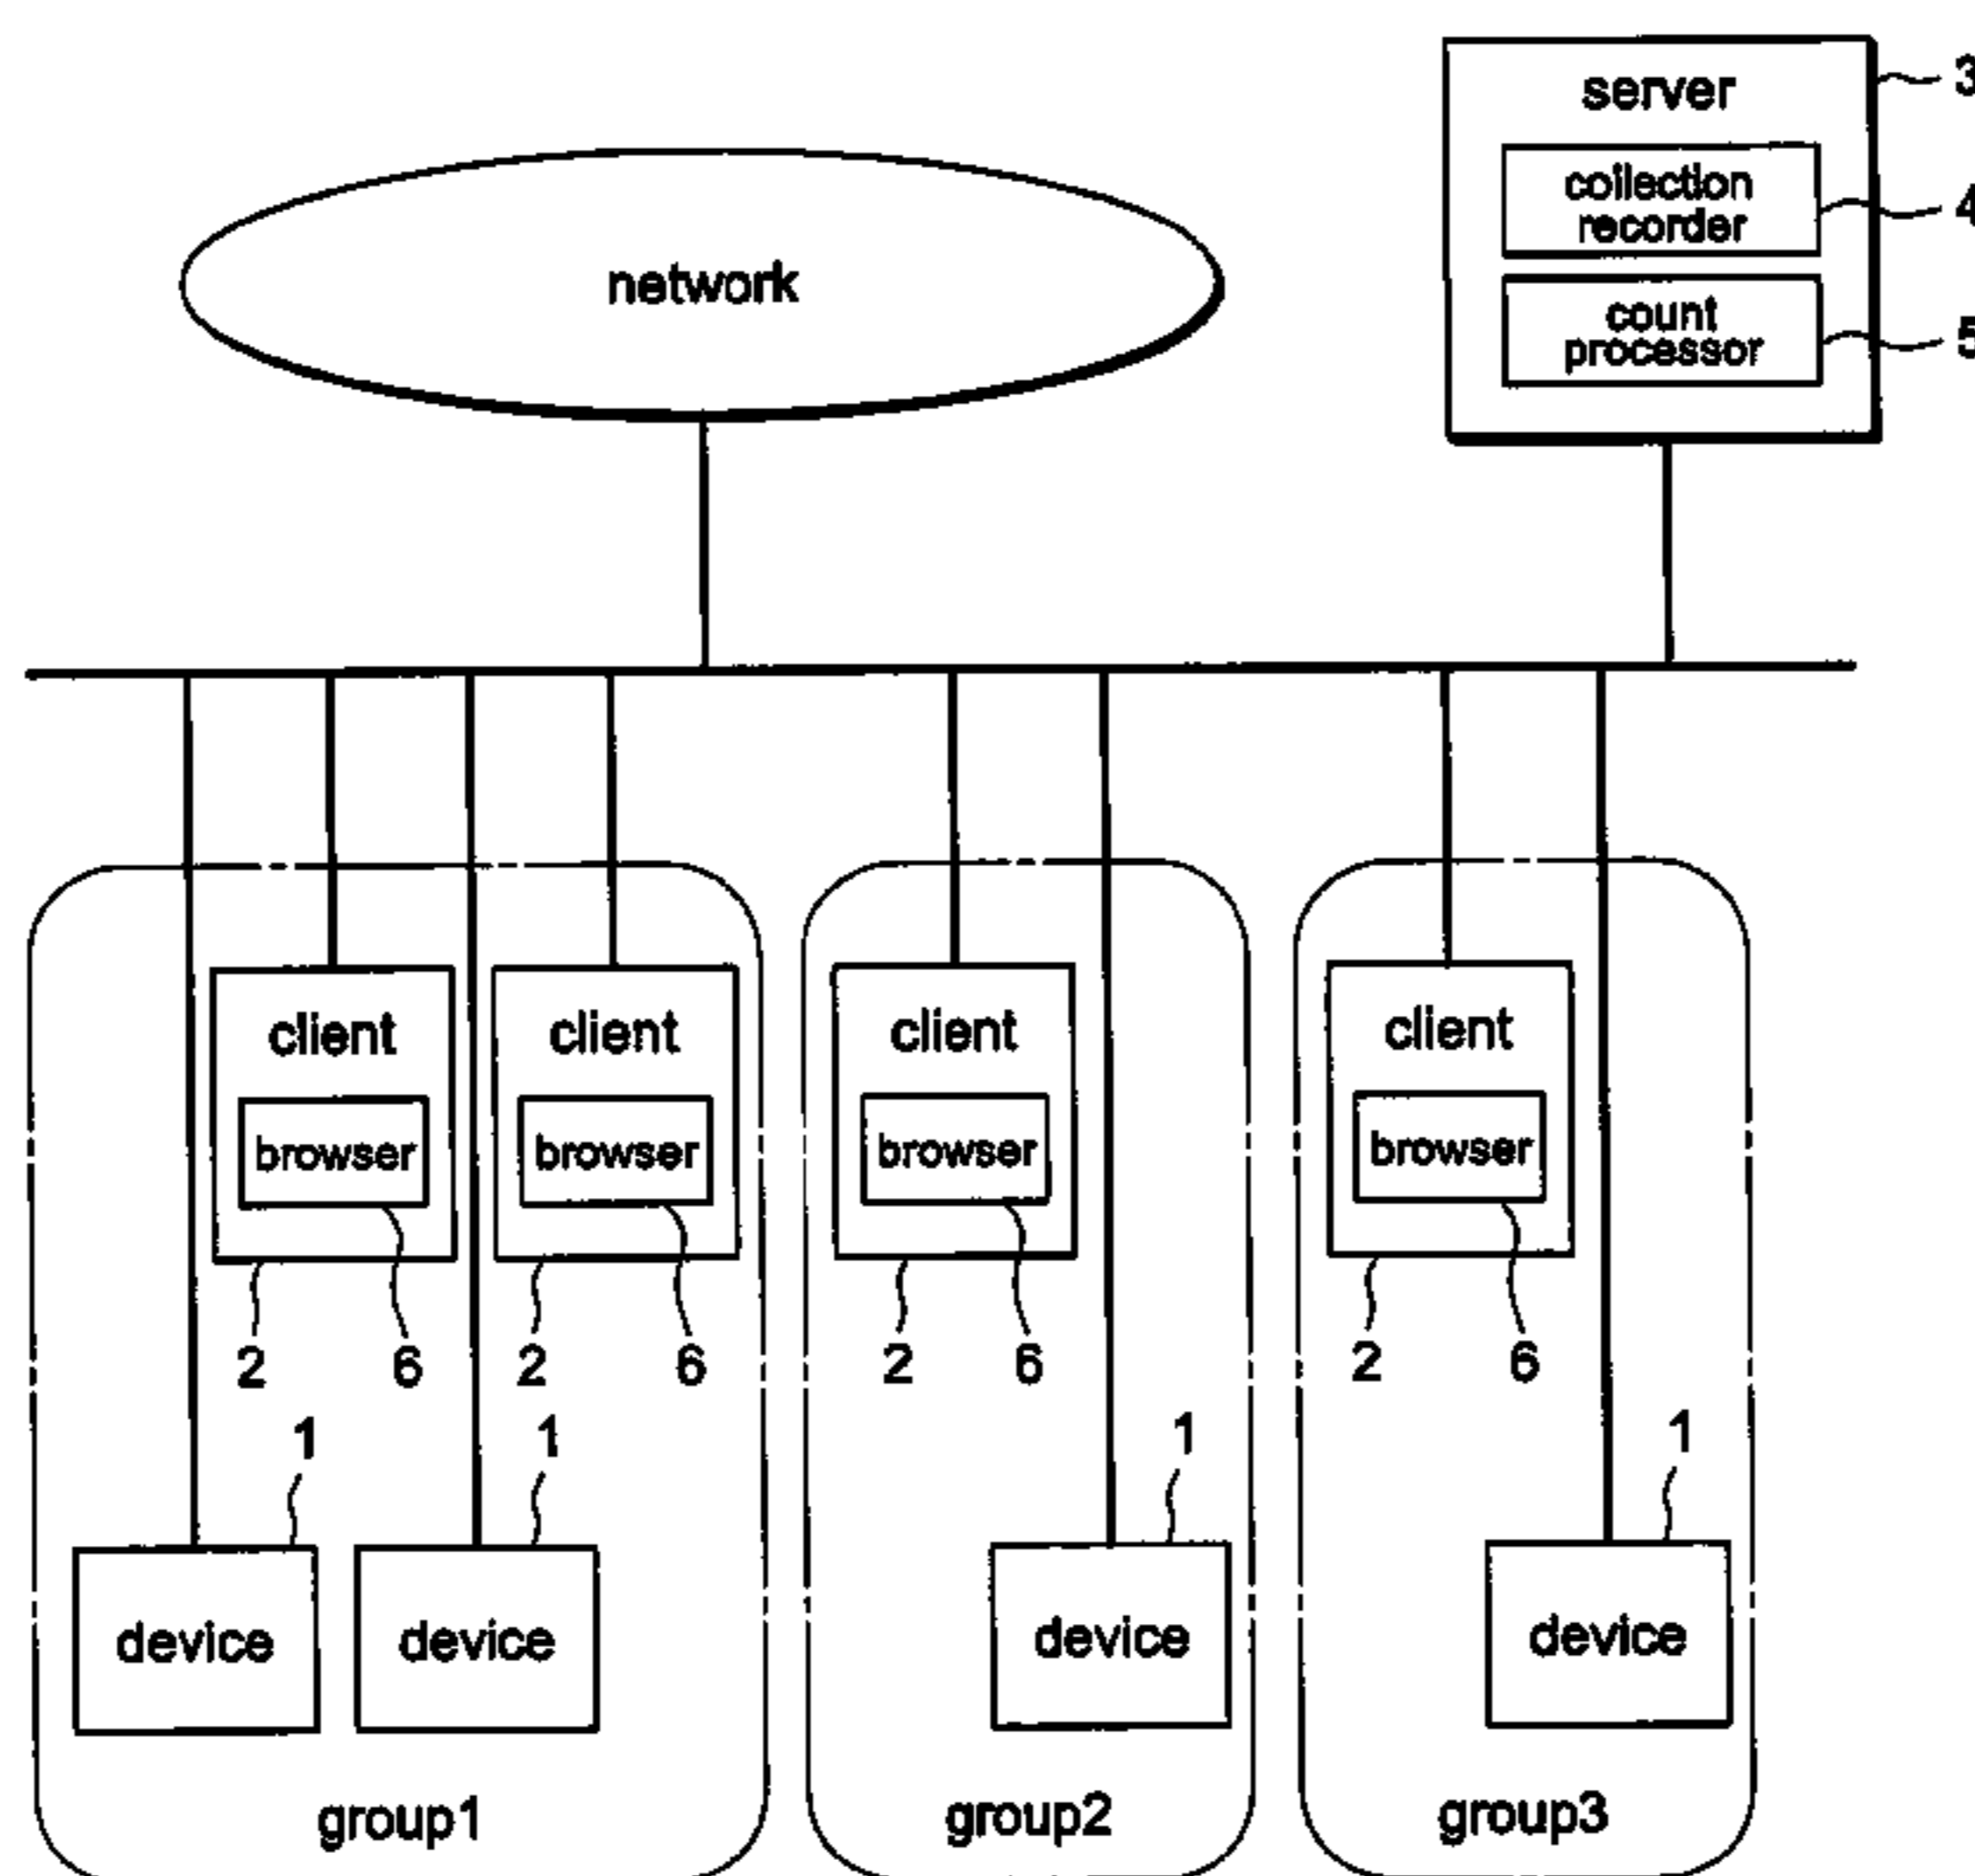 server
3
collection
recorder
4
network
count
processor
5
client
client
client
client
browser
browser
browser
browser
2
6
2
6
2
6
2
6
1
1
1
1
device
device
device
device
group1
group2
group3